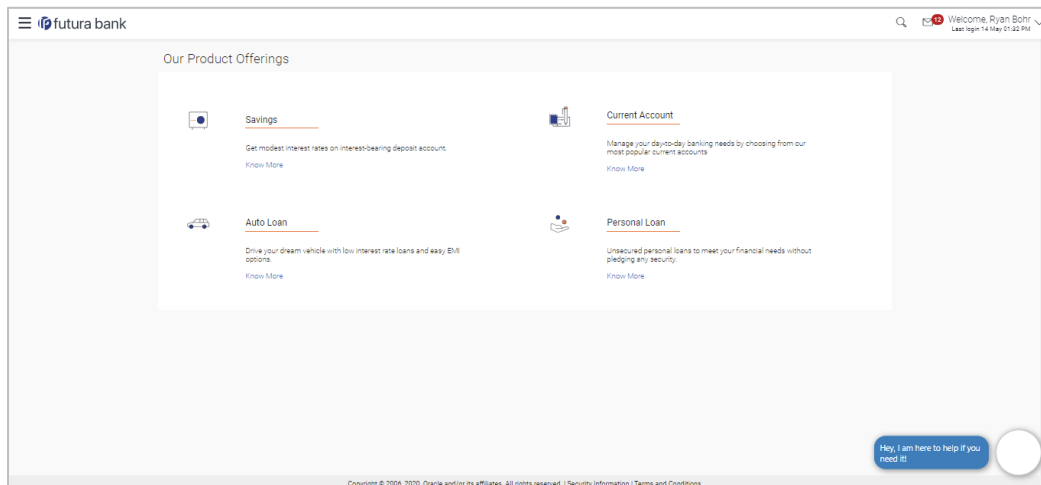 futura bank
12
Welcome, Ryan Bohr
Last login 14 May 01:32 PM
Our Product Offerings
Savings
Get modest interest rates on interest-bearing deposit account.
Know More
Current Account
Manage your day-to-day banking needs by choosing from our
most popular current accounts
Know More
Auto Loan
Drive your dream vehicle with low interest rate loans and easy EMI
options.
Know More
Personal Loan
Unsecured personal loans to meet your financial needs without
pledging any security.
Know More
Hey, I am here to help if you
need it!
Copyright © 2006, 2020, Oracle and/or its affiliates. All rights reserved. | Security Information | Terms and Conditions